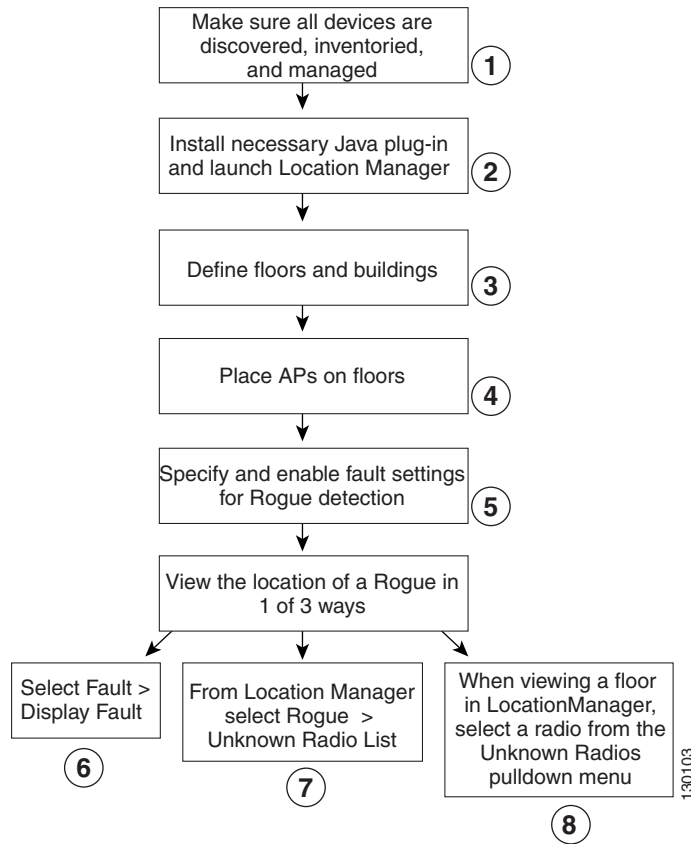 Make sure all devices are
discovered, inventoried,
and managed
1
Install necessary Java plug-in
and launch Location Manager
2
Define floors and buildings
3
Place APs on floors
4
Specify and enable fault settings
for Rogue detection
5
View the location of a Rogue in
1 of 3 ways
Select Fault >
Display Fault
6
From Location Manager
select Rogue >
Unknown Radio List
7
When viewing a floor
in LocationManager,
select a radio from the
Unknown Radios
pulldown menu
8
130103